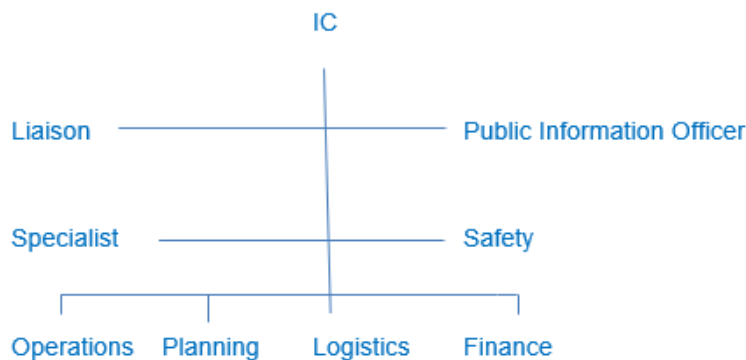 IC
Liaison Public Information Officer
Specialist Safety
Operations Planning Logistics Finance